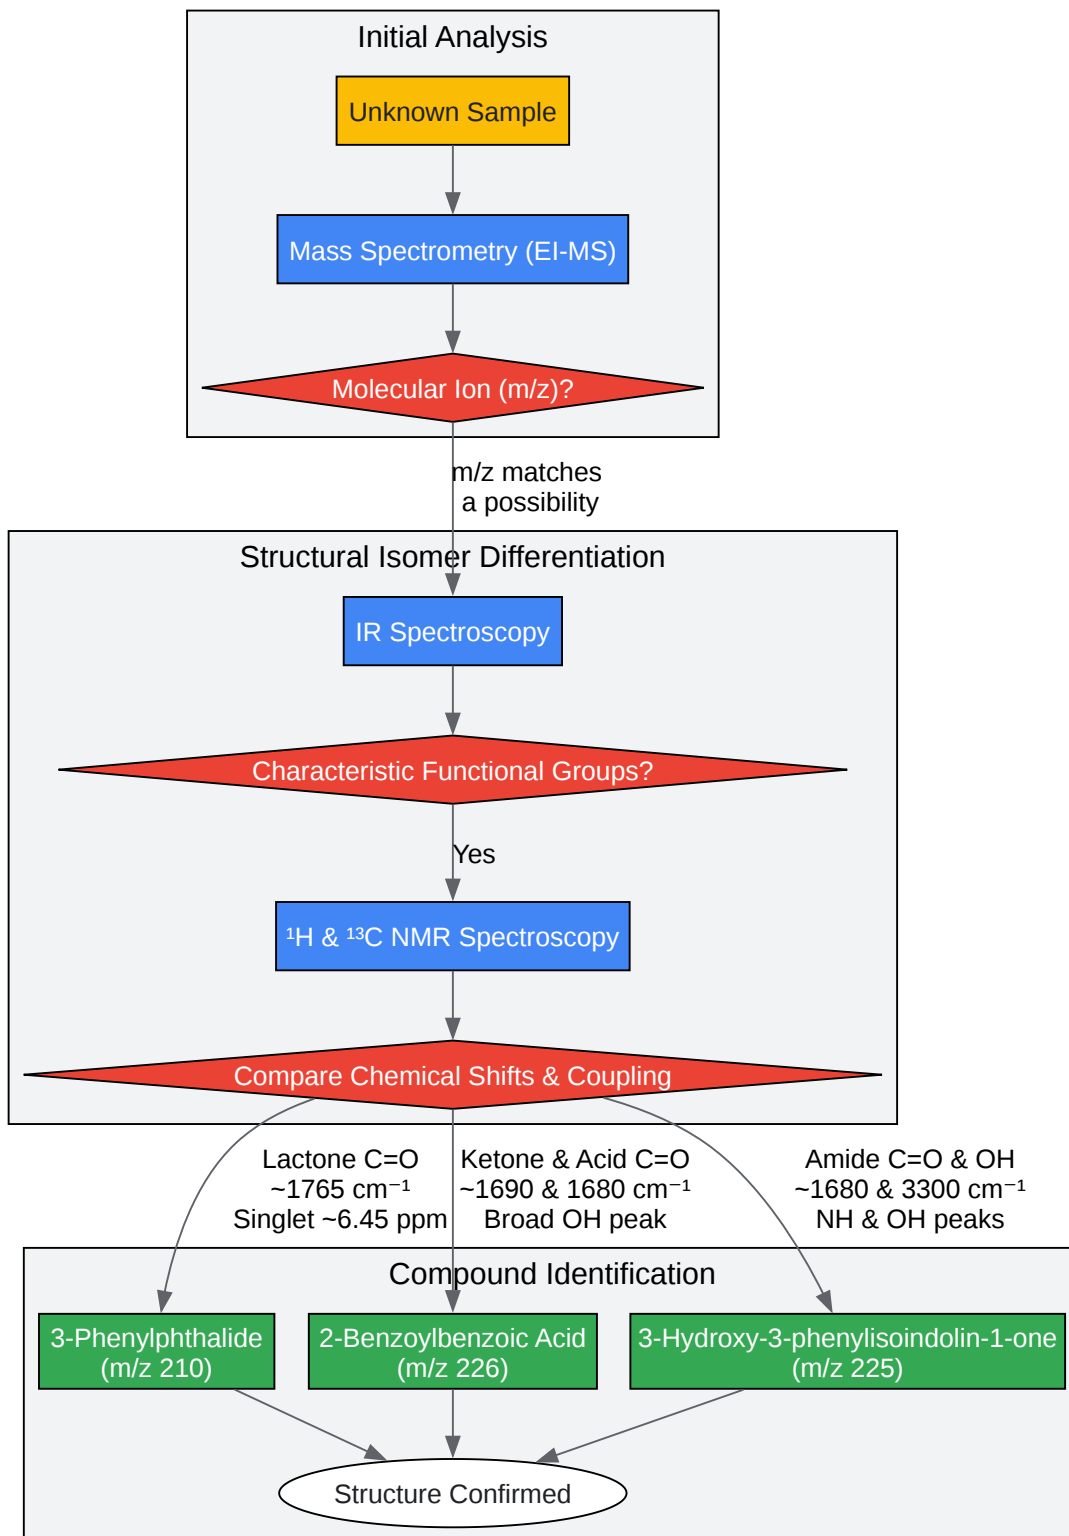 Initial Analysis
Unknown Sample
Mass Spectrometry (EI-MS)
Molecular Ion (m/z)?
m/z matches
a possibility
Structural Isomer Differentiation
IR Spectroscopy
Characteristic Functional Groups?
Yes
¹H & ¹³C NMR Spectroscopy
Compare Chemical Shifts & Coupling
Lactone C=O
~1765 cm⁻¹
Singlet ~6.45 ppm
Ketone & Acid C=O
~1690 & 1680 cm⁻¹
Broad OH peak
Amide C=O & OH
~1680 & 3300 cm⁻¹
NH & OH peaks
Compound Identification
3-Phenylphthalide
(m/z 210)
2-Benzoylbenzoic Acid
(m/z 226)
3-Hydroxy-3-phenylisoindolin-1-one
(m/z 225)
Structure Confirmed